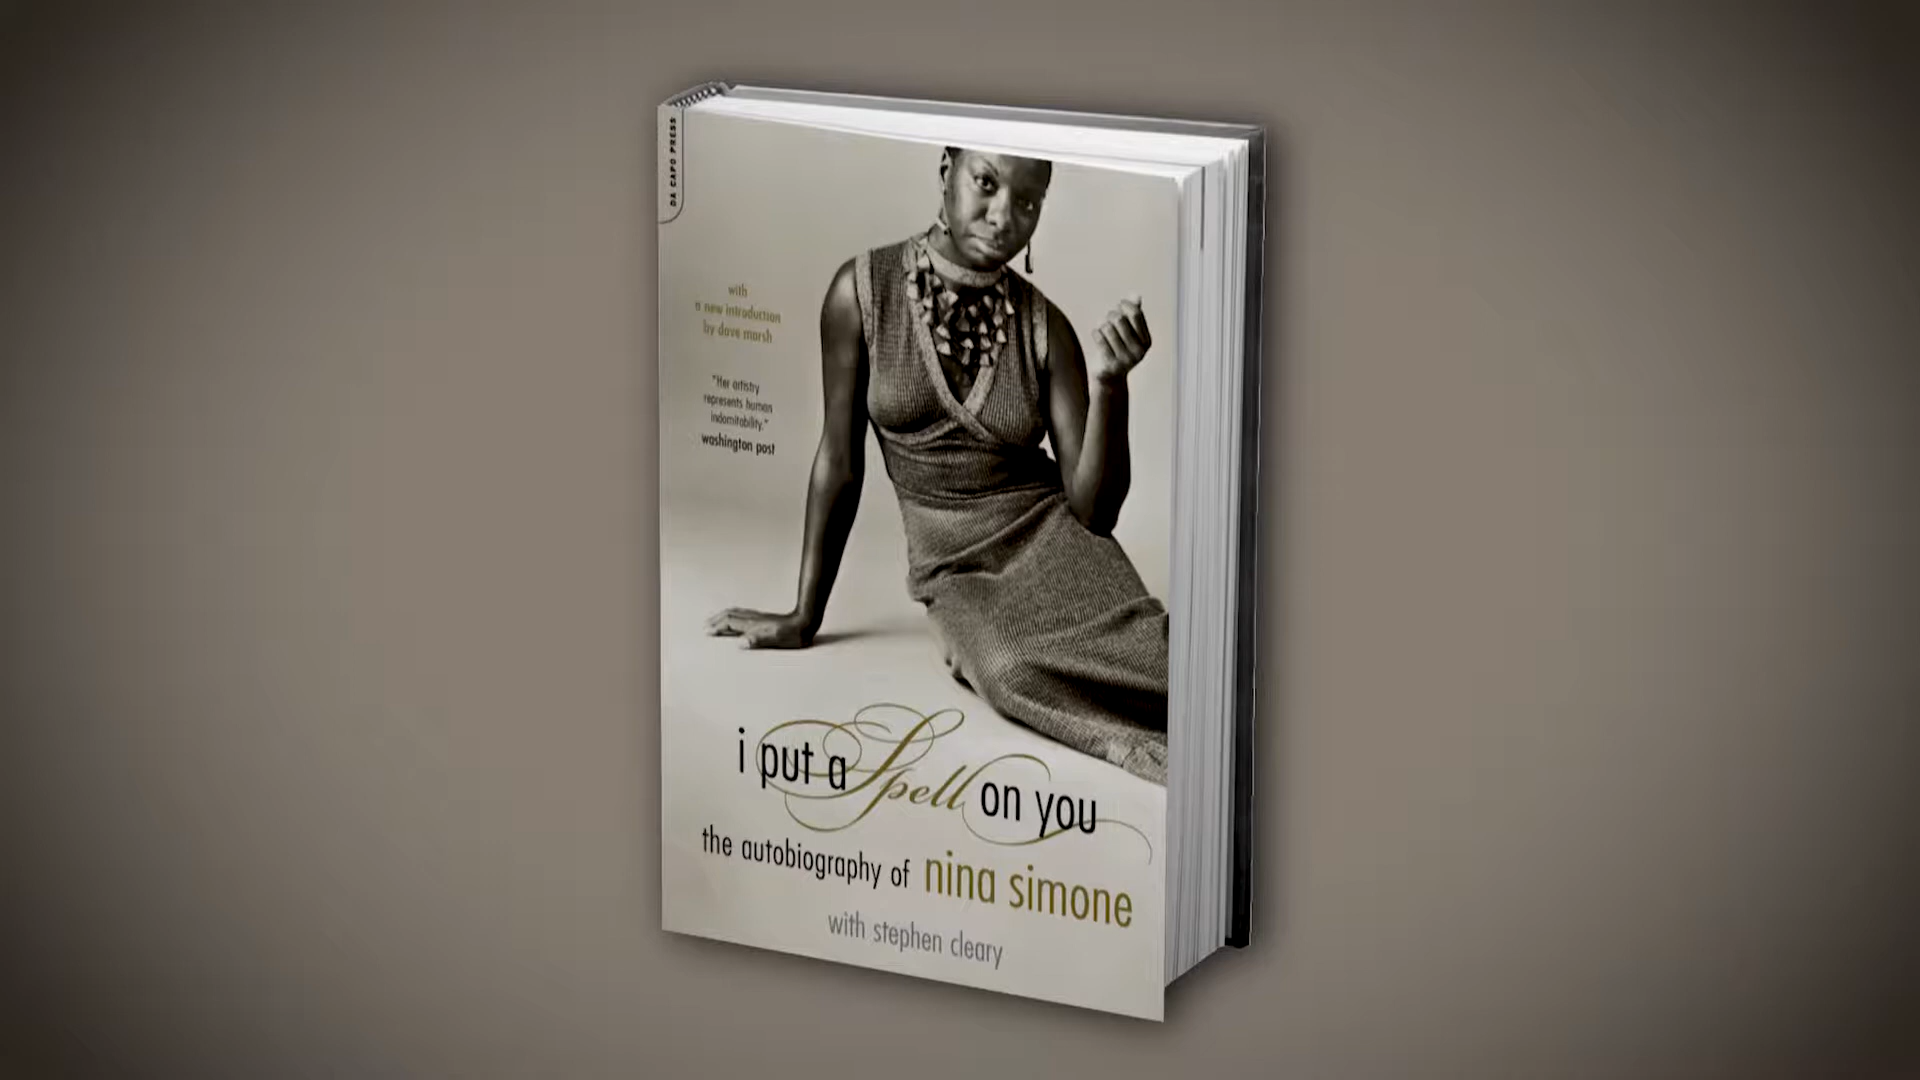 DA CAPO PRESS
with
a new introduction
by dave marsh
"Her artistry
represents human
indomitability."
washington post
i put a Spell on you
the autobiography of nina simone
with stephen cleary